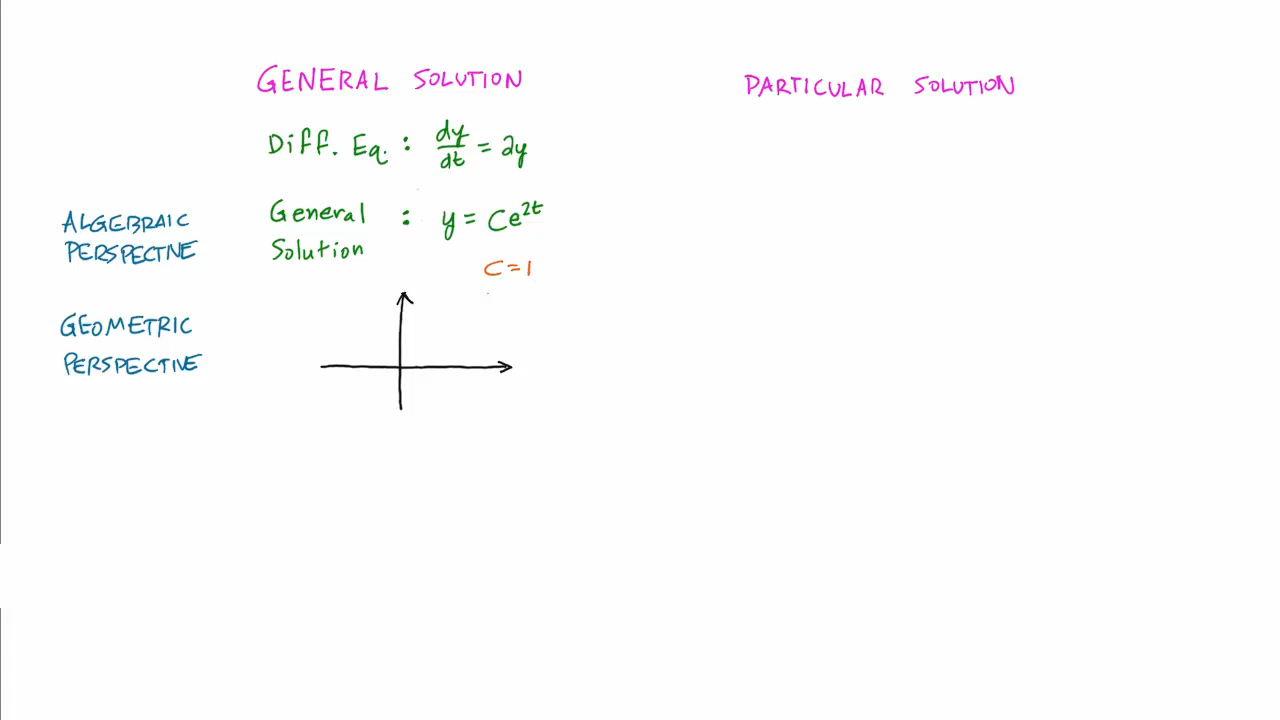 GENERAL SOLUTION
PARTICULAR SOLUTION
Diff. Eq. : dy/dt = 2y
ALGEBRAIC PERSPECTIVE
General Solution : y = Ce^{2t}
C = 1
GEOMETRIC PERSPECTIVE